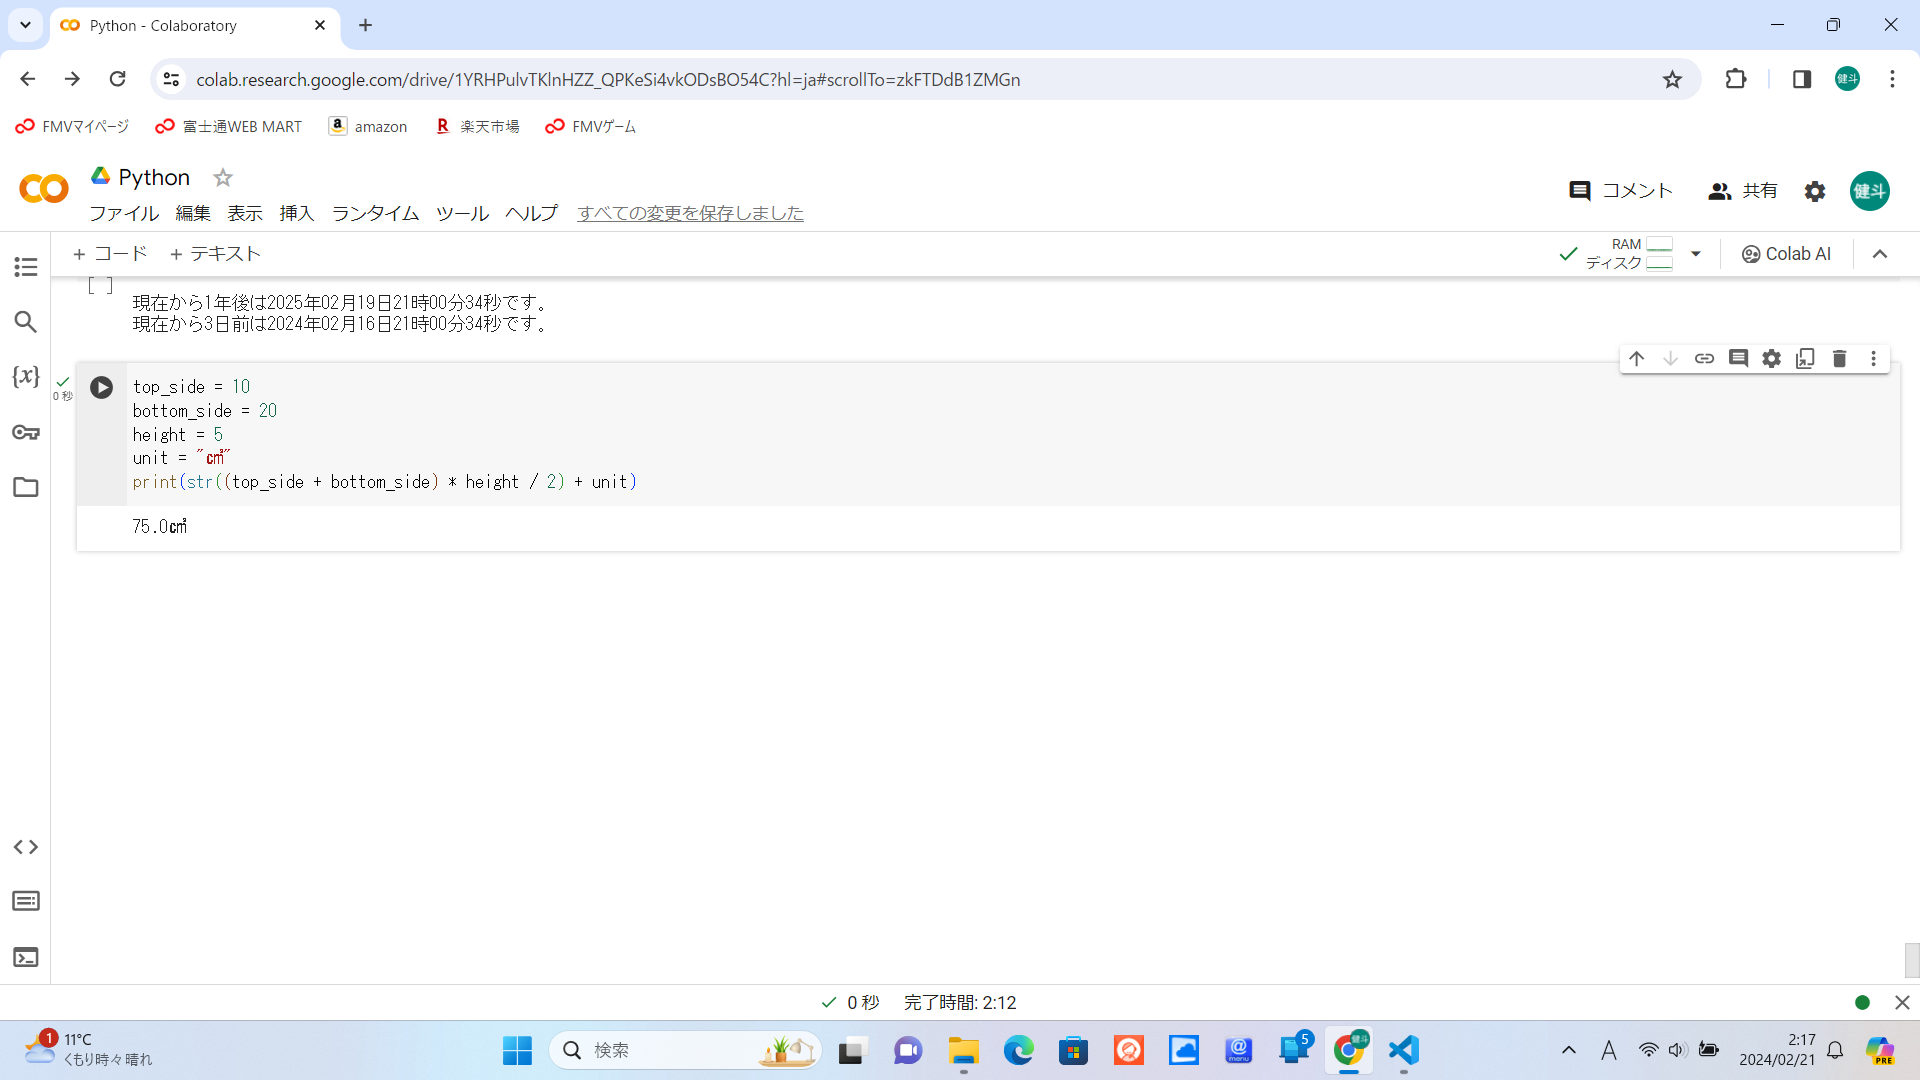 Python - Colaboratory
colab.research.google.com/drive/1YRHPulvTKlnHZZ_QPKeSi4vkODsBO54C?hl=ja#scrollTo=zkFTDdB1ZMGn
健斗
FMVマイページ 富士通WEB MART amazon 楽天市場 FMVゲーム
Python
コメント 共有 健斗
ファイル 編集 表示 挿入 ランタイム ツール ヘルプ すべての変更を保存しました
+ コード + テキスト
RAM
ディスク
Colab AI
[ ]
現在から1年後は2025年02月19日21時00分34秒です。
現在から3日前は2024年02月16日21時00分34秒です。
{x}
0 秒
top_side = 10
bottom_side = 20
height = 5
unit = "㎠"
print(str((top_side + bottom_side) * height / 2) + unit)
75.0㎠
0 秒 完了時間: 2:12
1
11°C
くもり時々晴れ
検索
@
menu
5
健斗
A
2:17
2024/02/21
PRE